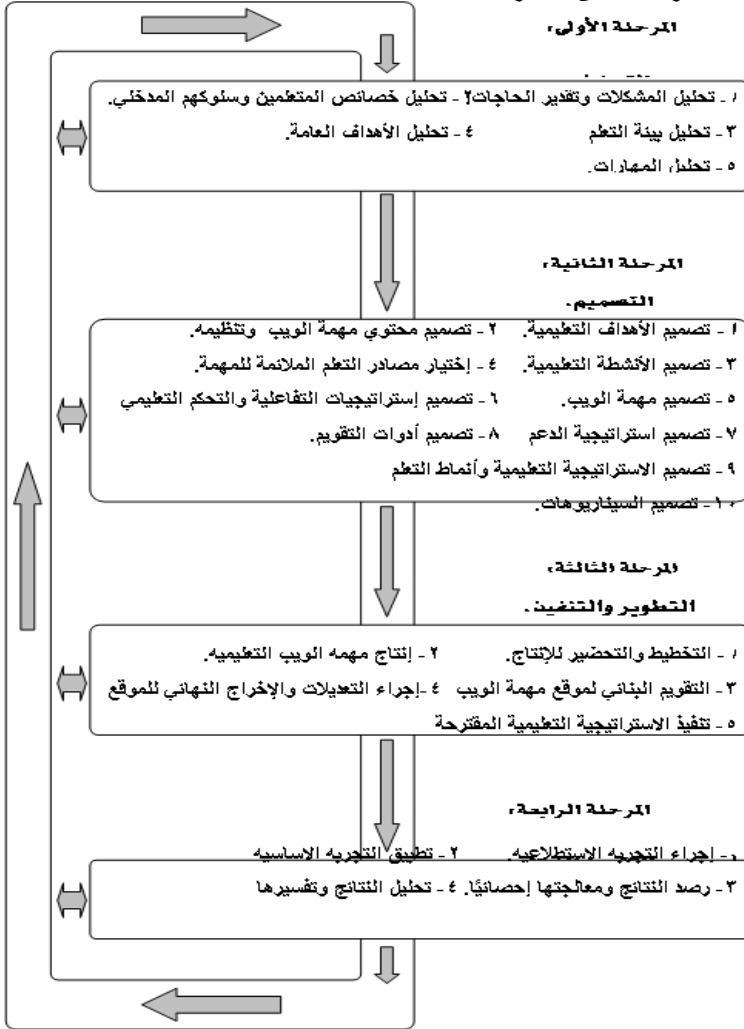 المرحلة الأولى:
١ - تحليل المشكلات وتقدير الحاجات ٢ - تحليل خصائص المتعلمين وسلوكهم المدخلي.
٣ - تحليل بيئة التعلم ٤ - تحليل الأهداف العامة.
٥ - تحليل المهارات.
المرحلة الثانية:
التصميم.
١ - تصميم الأهداف التعليمية. ٢ - تصميم محتوي مهمة الويب وتنظيمه.
٣ - تصميم الأنشطة التعليمية. ٤ - إختيار مصادر التعلم الملائمة للمهمة.
٥ - تصميم مهمة الويب. ٦ - تصميم إستراتيجيات التفاعلية والتحكم التعليمي
٧ - تصميم استراتيجية الدعم ٨ - تصميم أدوات التقويم.
٩ - تصميم الاستراتيجية التعليمية وأنماط التعلم
١٠ - تصميم السيناريوهات.
المرحلة الثالثة:
التطوير والتنفيذ.
١ - التخطيط والتحضير للإنتاج. ٢ - إنتاج مهمه الويب التعليميه.
٣ - التقويم البنائي لموقع مهمة الويب ٤ -إجراء التعديلات والإخراج النهائي للموقع
٥ - تنفيذ الاستراتيجية التعليمية المقترحة
المرحلة الرابعة:
- إجراء التجربه الاستطلاعيه. ٢ - تطبيق التجربه الاساسيه
٣ - رصد النتائج ومعالجتها إحصائيًا. ٤ - تحليل النتائج وتفسيرها